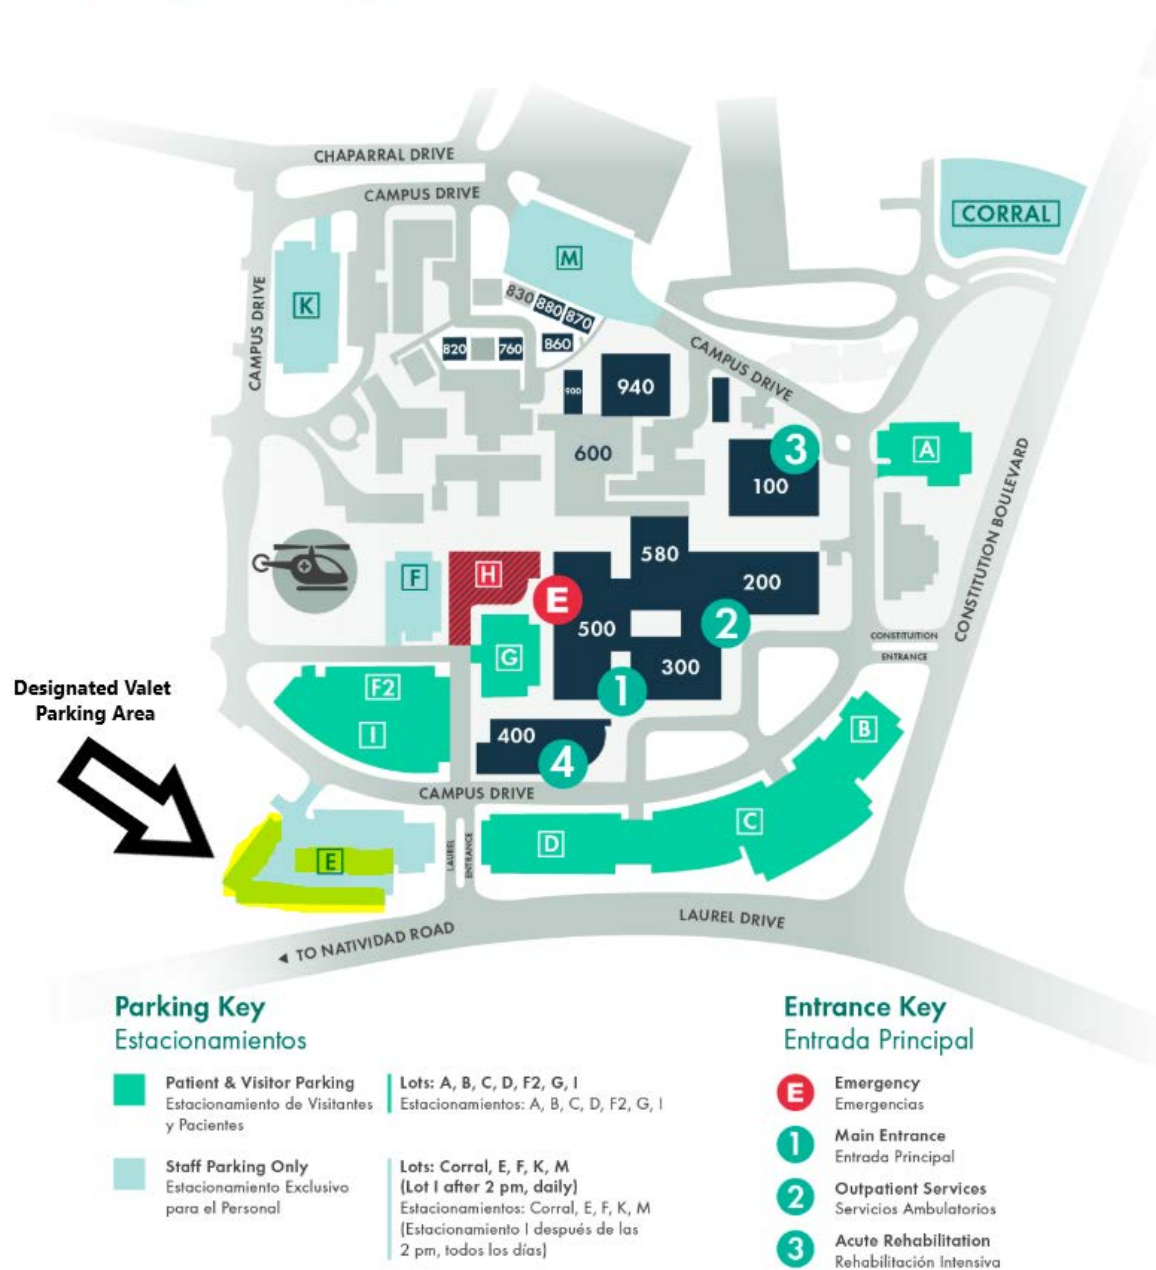 CHAPARRAL DRIVE
CAMPUS DRIVE
CORRAL
M
K
CAMPUS DRIVE
830
880
870
820
760
860
CAMPUS DRIVE
900
940
600
3
A
100
CONSTITUTION BOULEVARD
580
F
H
E
200
500
2
CONSTITUTION
ENTRANCE
G
300
Designated Valet
Parking Area
F2
1
I
400
B
4
CAMPUS DRIVE
C
D
E
LAUREL
ENTRANCE
LAUREL DRIVE
◄ TO NATIVIDAD ROAD
Parking Key
Estacionamientos
Patient & Visitor Parking
Estacionamiento de Visitantes
y Pacientes
Lots: A, B, C, D, F2, G, I
Estacionamientos: A, B, C, D, F2, G, I
Staff Parking Only
Estacionamiento Exclusivo
para el Personal
Lots: Corral, E, F, K, M
(Lot I after 2 pm, daily)
Estacionamientos: Corral, E, F, K, M
(Estacionamiento I después de las
2 pm, todos los días)
Entrance Key
Entrada Principal
E
Emergency
Emergencias
1
Main Entrance
Entrada Principal
2
Outpatient Services
Servicios Ambulatorios
3
Acute Rehabilitation
Rehabilitación Intensiva